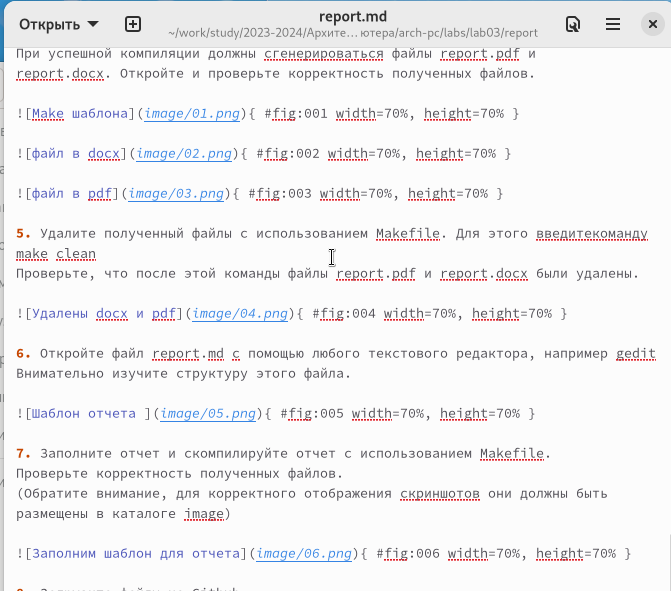 Открыть
report.md
~/work/study/2023-2024/Архите…ютера/arch-pc/labs/lab03/report
При успешной компиляции должны сгенерироваться файлы report.pdf и
report.docx. Откройте и проверьте корректность полученных файлов.
![Make шаблона](image/01.png){ #fig:001 width=70%, height=70% }
![файл в docx](image/02.png){ #fig:002 width=70%, height=70% }
![файл в pdf](image/03.png){ #fig:003 width=70%, height=70% }
5. Удалите полученный файлы с использованием Makefile. Для этого введитекоманду
make clean
Проверьте, что после этой команды файлы report.pdf и report.docx были удалены.
![Удалены docx и pdf](image/04.png){ #fig:004 width=70%, height=70% }
6. Откройте файл report.md c помощью любого текстового редактора, например gedit
Внимательно изучите структуру этого файла.
![Шаблон отчета ](image/05.png){ #fig:005 width=70%, height=70% }
7. Заполните отчет и скомпилируйте отчет с использованием Makefile.
Проверьте корректность полученных файлов.
(Обратите внимание, для корректного отображения скриншотов они должны быть
размещены в каталоге image)
![Заполним шаблон для отчета](image/06.png){ #fig:006 width=70%, height=70% }